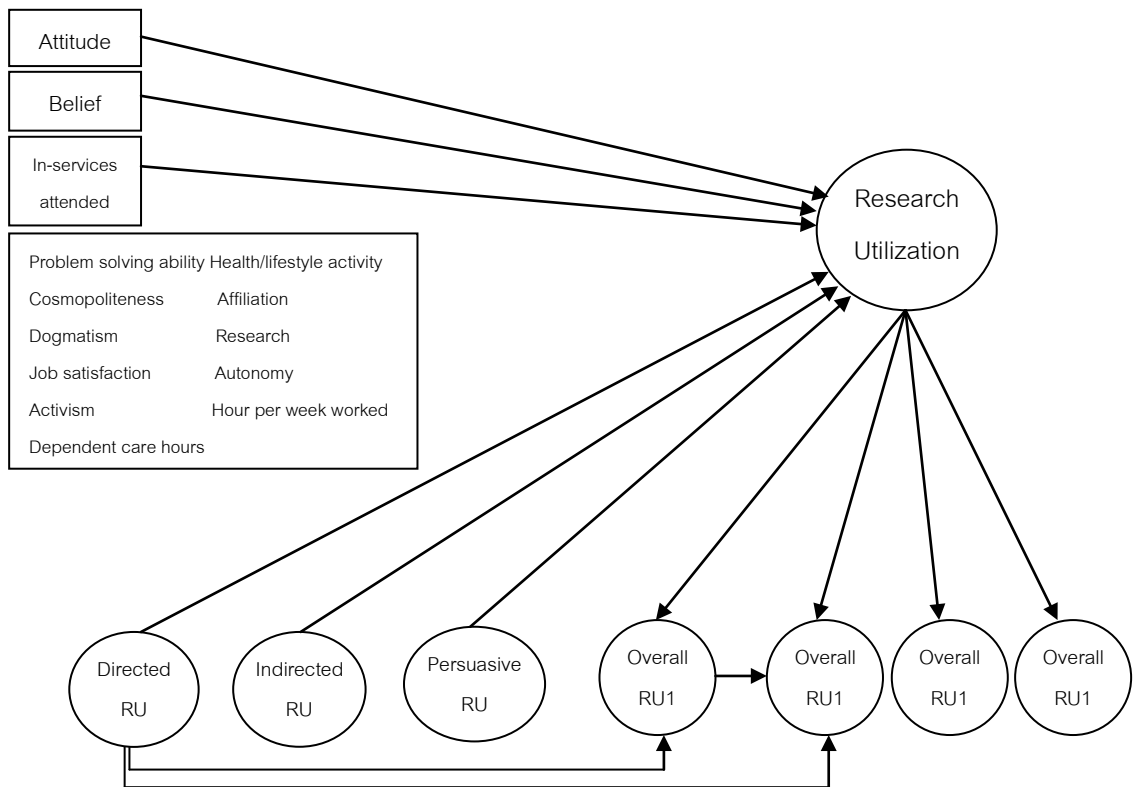 Attitude
Belief
In-services
attended
Research
Utilization
Problem solving ability Health/lifestyle activity
Cosmopoliteness Affiliation
Dogmatism Research
Job satisfaction Autonomy
Activism Hour per week worked
Dependent care hours
Directed
RU
Indirected
RU
Persuasive
RU
Overall
RU1
Overall
RU1
Overall
RU1
Overall
RU1